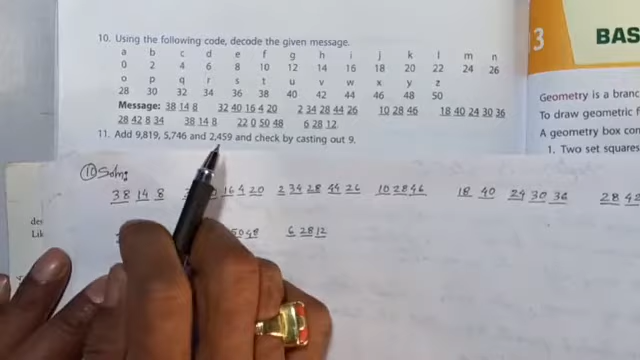 10. Using the following code, decode the given message.
a b c d e f g h i j k l m n
0 2 4 6 8 10 12 14 16 18 20 22 24 26
o p q r s t u v w x y z
28 30 32 34 36 38 40 42 44 46 48 50
Message: 38 14 8 32 40 16 4 20 2 34 28 44 26 10 28 46 18 40 24 30 36
28 42 8 34 38 14 8 22 0 50 48 6 28 12
11. Add 9,819, 5,746 and 2,459 and check by casting out 9.
13
BAS
Geometry is a branc
To draw geometric f
A geometry box con
1. Two set squares
des
Lik
⑩ Soln:
38 14 8 16 4 20 2 34 28 44 26 10 28 46 18 40 24 30 36 28 42
50 48 6 28 12